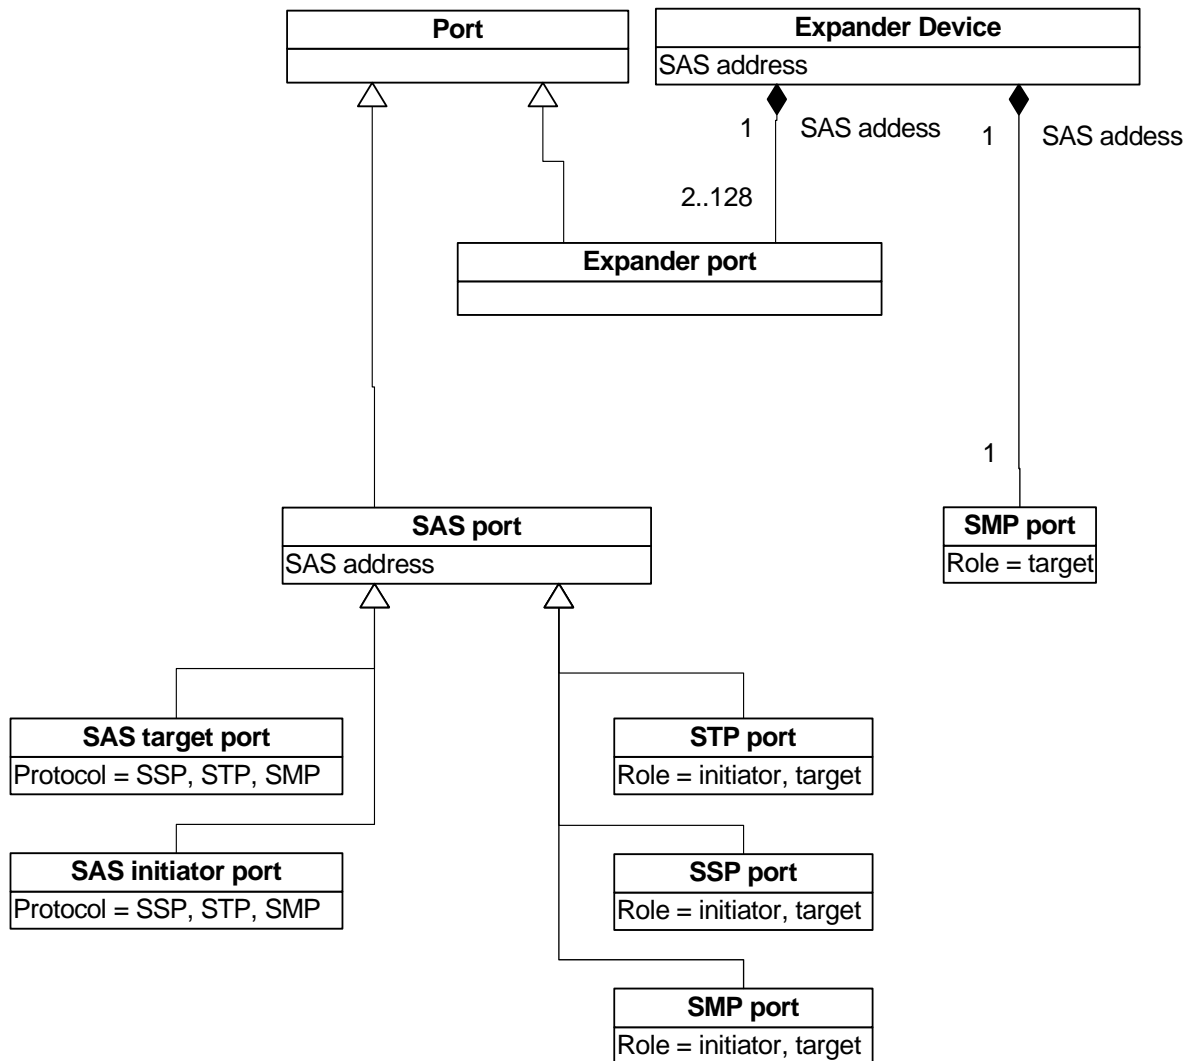 Port
Expander Device
SAS address
1
SAS addess
1
SAS addess
2..128
Expander port
1
SAS port
SAS address
SMP port
Role = target
SAS target port
Protocol = SSP, STP, SMP
STP port
Role = initiator, target
SAS initiator port
Protocol = SSP, STP, SMP
SSP port
Role = initiator, target
SMP port
Role = initiator, target